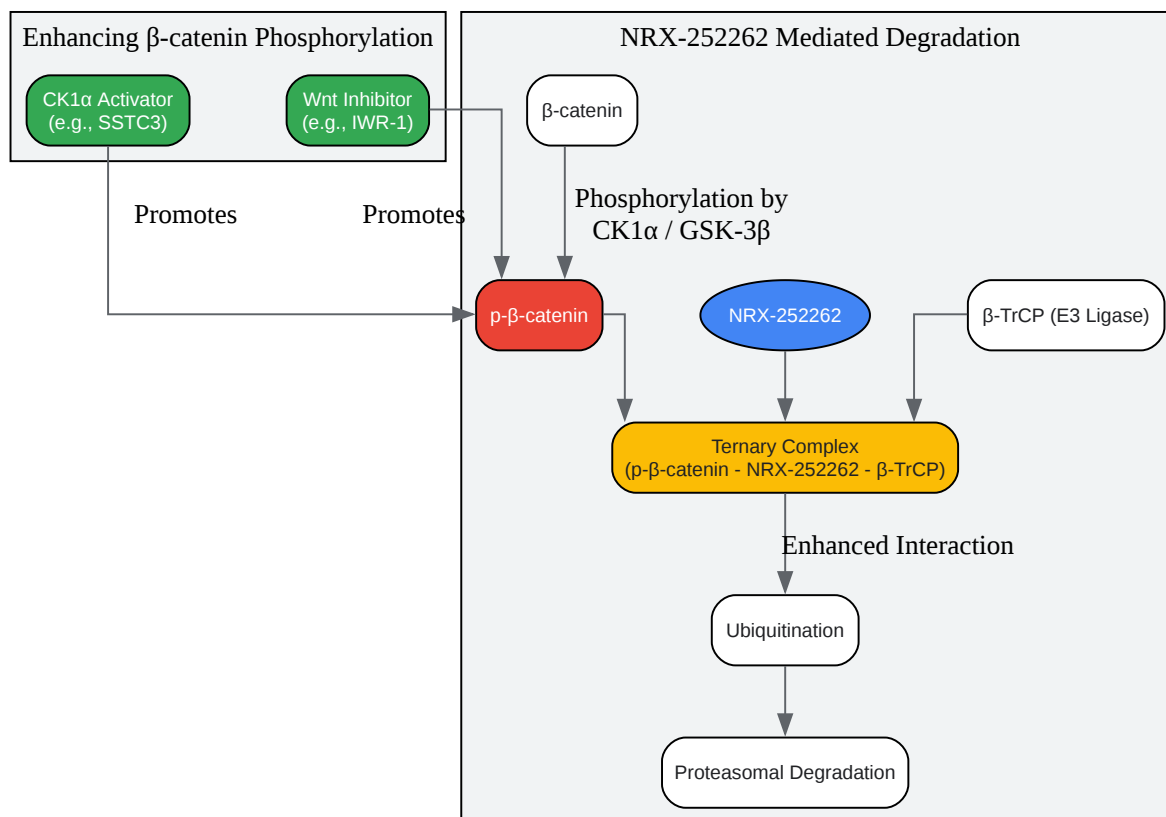 Enhancing β-catenin Phosphorylation
NRX-252262 Mediated Degradation
CK1α Activator
(e.g., SSTC3)
Wnt Inhibitor
(e.g., IWR-1)
β-catenin
Promotes
Promotes
Phosphorylation by
CK1α / GSK-3β
p-β-catenin
NRX-252262
β-TrCP (E3 Ligase)
Ternary Complex
(p-β-catenin - NRX-252262 - β-TrCP)
Enhanced Interaction
Ubiquitination
Proteasomal Degradation